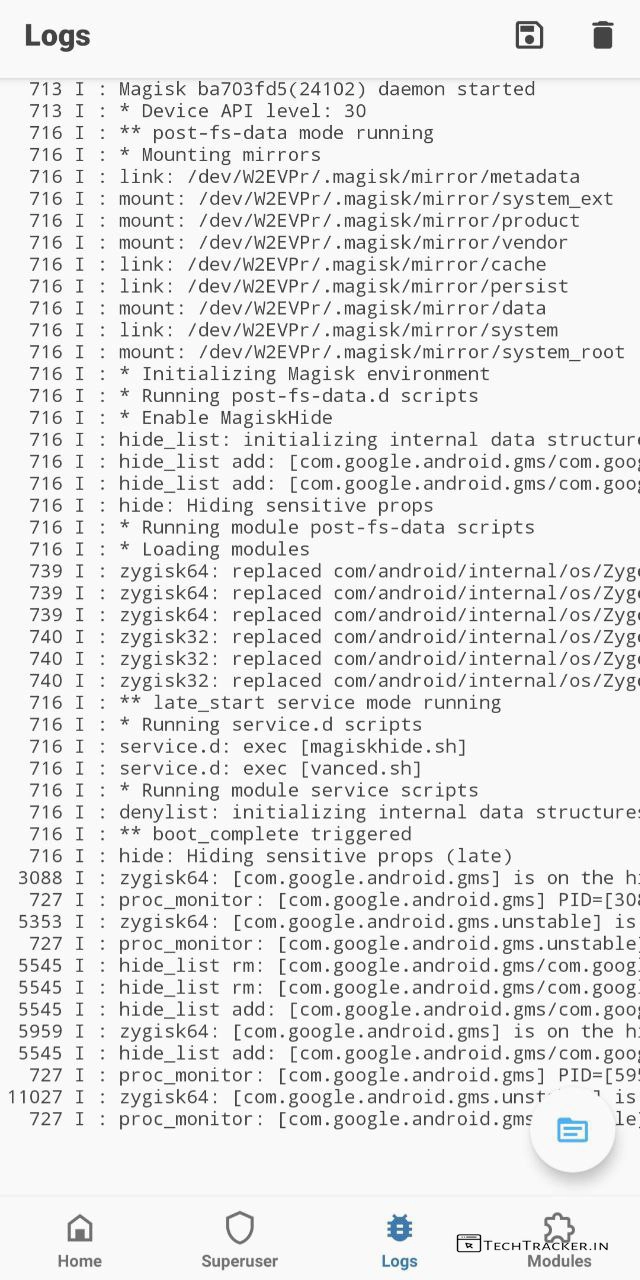 Logs
713 I : Magisk ba703fd5(24102) daemon started
713 I : * Device API level: 30
716 I : ** post-fs-data mode running
716 I : * Mounting mirrors
716 I : link: /dev/W2EVPr/.magisk/mirror/metadata
716 I : mount: /dev/W2EVPr/.magisk/mirror/system_ext
716 I : mount: /dev/W2EVPr/.magisk/mirror/product
716 I : mount: /dev/W2EVPr/.magisk/mirror/vendor
716 I : link: /dev/W2EVPr/.magisk/mirror/cache
716 I : link: /dev/W2EVPr/.magisk/mirror/persist
716 I : mount: /dev/W2EVPr/.magisk/mirror/data
716 I : link: /dev/W2EVPr/.magisk/mirror/system
716 I : mount: /dev/W2EVPr/.magisk/mirror/system_root
716 I : * Initializing Magisk environment
716 I : * Running post-fs-data.d scripts
716 I : * Enable MagiskHide
716 I : hide_list: initializing internal data structure
716 I : hide_list add: [com.google.android.gms/com.goog
716 I : hide_list add: [com.google.android.gms/com.goog
716 I : hide: Hiding sensitive props
716 I : * Running module post-fs-data scripts
716 I : * Loading modules
739 I : zygisk64: replaced com/android/internal/os/Zyg
739 I : zygisk64: replaced com/android/internal/os/Zyg
739 I : zygisk64: replaced com/android/internal/os/Zyg
740 I : zygisk32: replaced com/android/internal/os/Zyg
740 I : zygisk32: replaced com/android/internal/os/Zyg
740 I : zygisk32: replaced com/android/internal/os/Zyg
716 I : ** late_start service mode running
716 I : * Running service.d scripts
716 I : service.d: exec [magiskhide.sh]
716 I : service.d: exec [vanced.sh]
716 I : * Running module service scripts
716 I : denylist: initializing internal data structures
716 I : ** boot_complete triggered
716 I : hide: Hiding sensitive props (late)
3088 I : zygisk64: [com.google.android.gms] is on the hi
727 I : proc_monitor: [com.google.android.gms] PID=[308
5353 I : zygisk64: [com.google.android.gms.unstable] is
727 I : proc_monitor: [com.google.android.gms.unstable]
5545 I : hide_list rm: [com.google.android.gms/com.googl
5545 I : hide_list rm: [com.google.android.gms/com.googl
5545 I : hide_list add: [com.google.android.gms/com.goog
5959 I : zygisk64: [com.google.android.gms] is on the hi
5545 I : hide_list add: [com.google.android.gms/com.goog
727 I : proc_monitor: [com.google.android.gms] PID=[595
11027 I : zygisk64: [com.google.android.gms.unst ] is
727 I : proc_monitor: [com.google.android.gms le]
TECHTRACKER.IN
Home Superuser Logs Modules